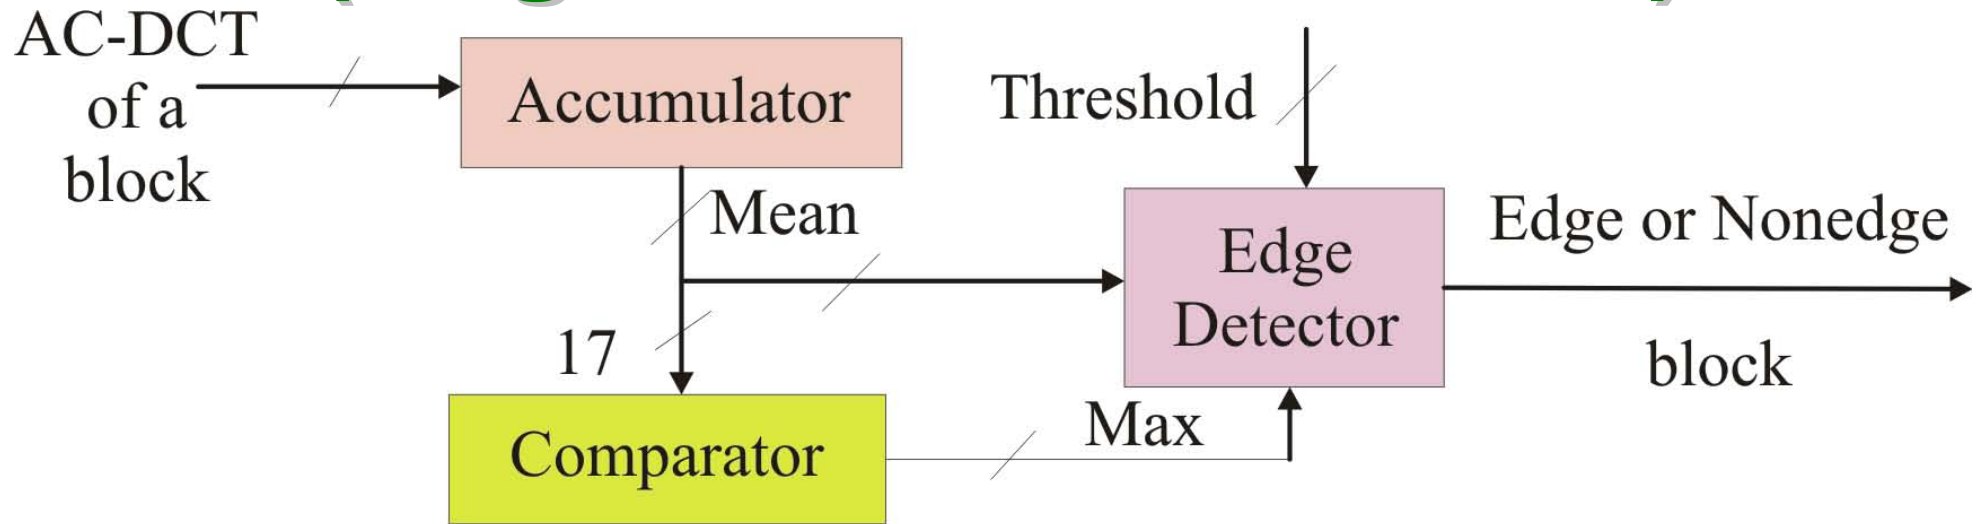 AC-DCT
of a
block
Accumulator
Threshold
Mean
Edge
Detector
Edge or Nonedge
block
17
Comparator
Max